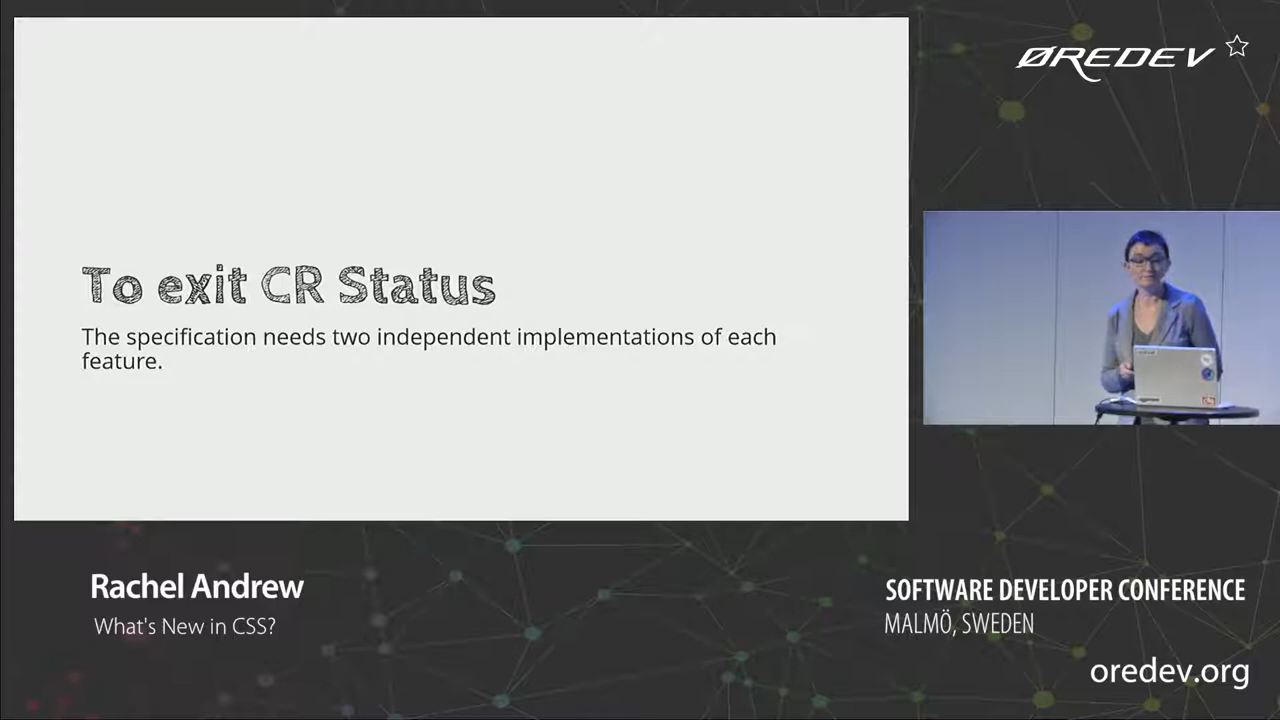 To exit CR Status
The specification needs two independent implementations of each
feature.
ØREDEV
Rachel Andrew
What's New in CSS?
SOFTWARE DEVELOPER CONFERENCE
MALMÖ, SWEDEN
oredev.org